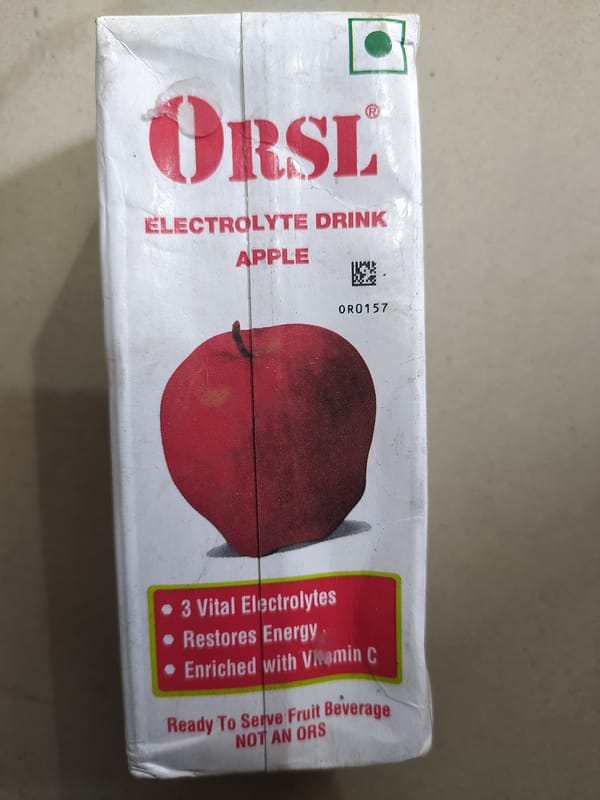 ORSL®
ELECTROLYTE DRINK
APPLE
OR0157
3 Vital Electrolytes
Restores Energy
Enriched with Vitamin C
Ready To Serve Fruit Beverage
NOT AN ORS